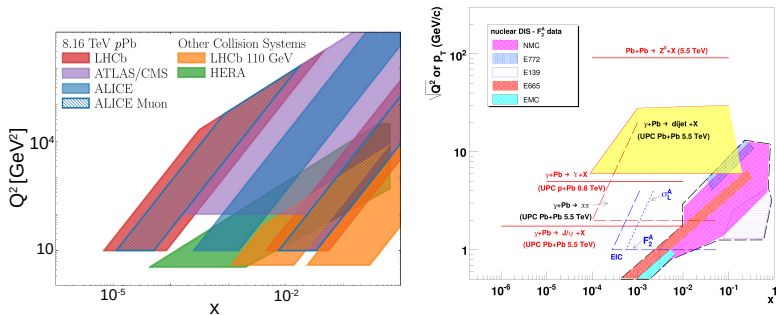 8.16 TeV pPb
LHCb
ATLAS/CMS
ALICE
ALICE Muon
Other Collision Systems
LHCb 110 GeV
HERA
Q² [GeV²]
10⁴
10
10⁻⁵
10⁻²
x
√Q² or pT (GeV/c)
10²
10
1
nuclear DIS - F₂ᴬ data
NMC
E772
E139
E665
EMC
Pb+Pb → Z⁰+X (5.5 TeV)
γ+Pb → dijet +X
(UPC Pb+Pb 5.5 TeV)
γ+Pb → Υ+X
(UPC p+Pb 8.8 TeV)
γ+Pb → ππ
(UPC Pb+Pb 5.5 TeV)
γ+Pb → J/ψ +X
(UPC Pb+Pb 5.5 TeV)
σLᴬ
F₂ᴬ
EIC
10⁻⁶
10⁻⁵
10⁻⁴
10⁻³
10⁻²
10⁻¹
1
x